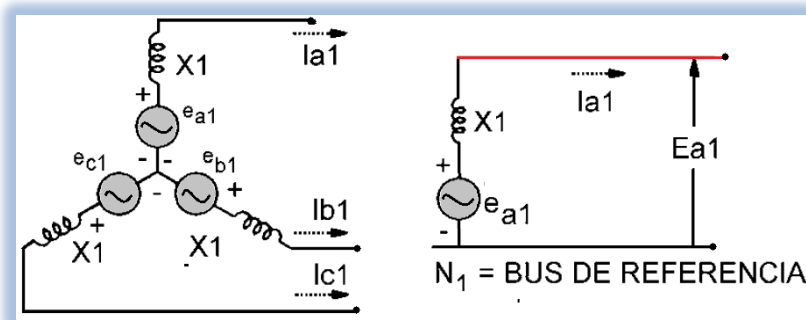 Ia1
X1
+
ea1
- -
ec1
eb1
-
+
+
X1
X1
Ib1
Ic1
Ia1
X1
Ea1
+
ea1
-
N1 = BUS DE REFERENCIA